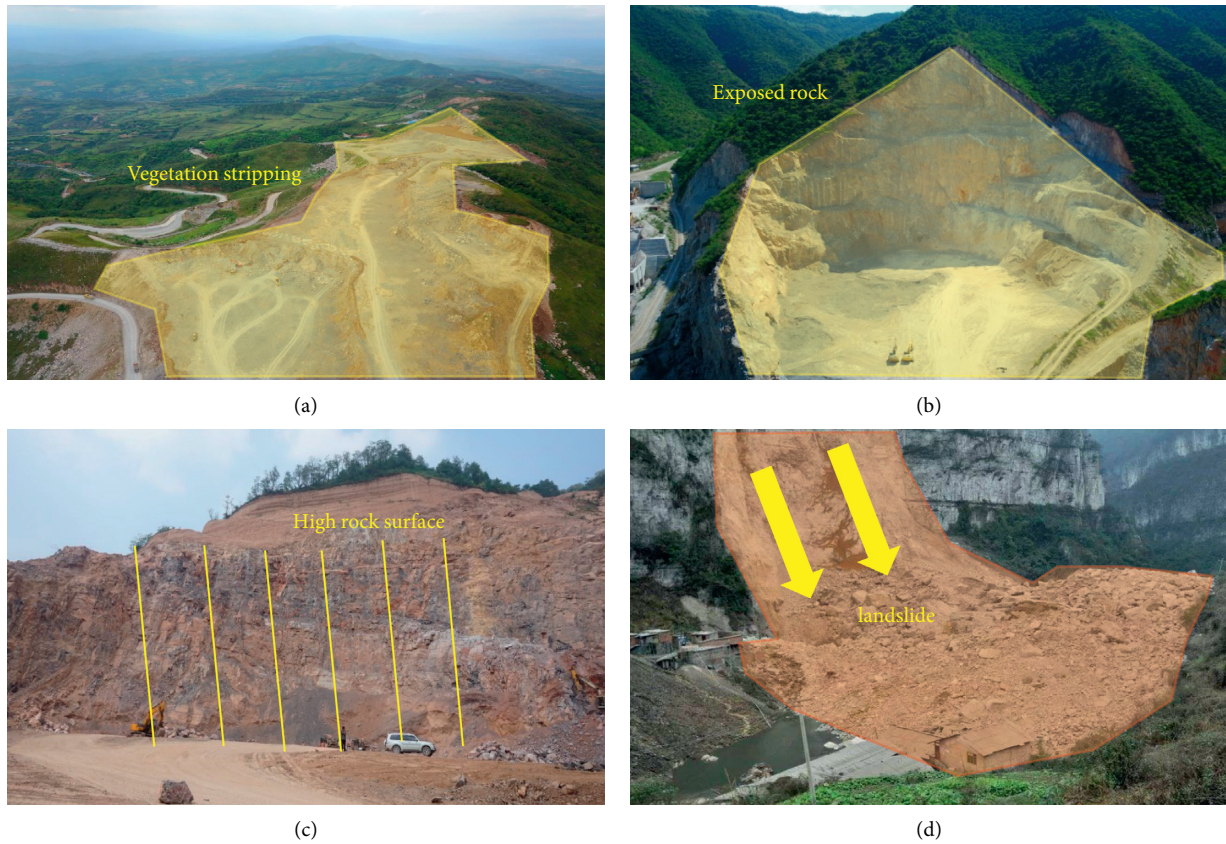 Vegetation stripping
Exposed rock
(a)
(b)
High rock surface
landslide
(c)
(d)